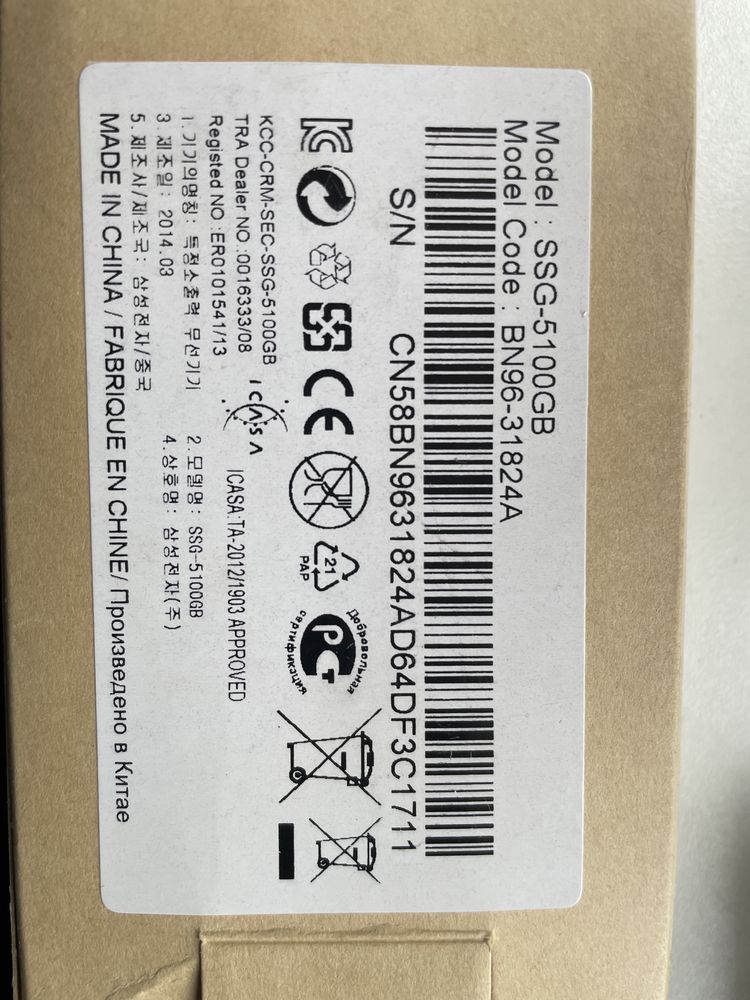 Model : SSG-5100GB
Model Code : BN96-31824A
S/N CN58BN9631824AD64DF3C1711
21
PAP
Добровольная
РСТ
сертификация
KCC-CRM-SEC-SSG-5100GB
TRA Dealer NO :0016333/08
Registed NO :ER0101541/13
ICASA
ICASA:TA-2012/1903 APPROVED
1. 기기의명칭: 특정소출력 무선기기
2. 모델명: SSG-5100GB
3. 제조일: 2014.03
4. 상호명: 삼성전자(주)
5. 제조사/제조국: 삼성전자/중국
MADE IN CHINA / FABRIQUE EN CHINE/ Произведено в Китае